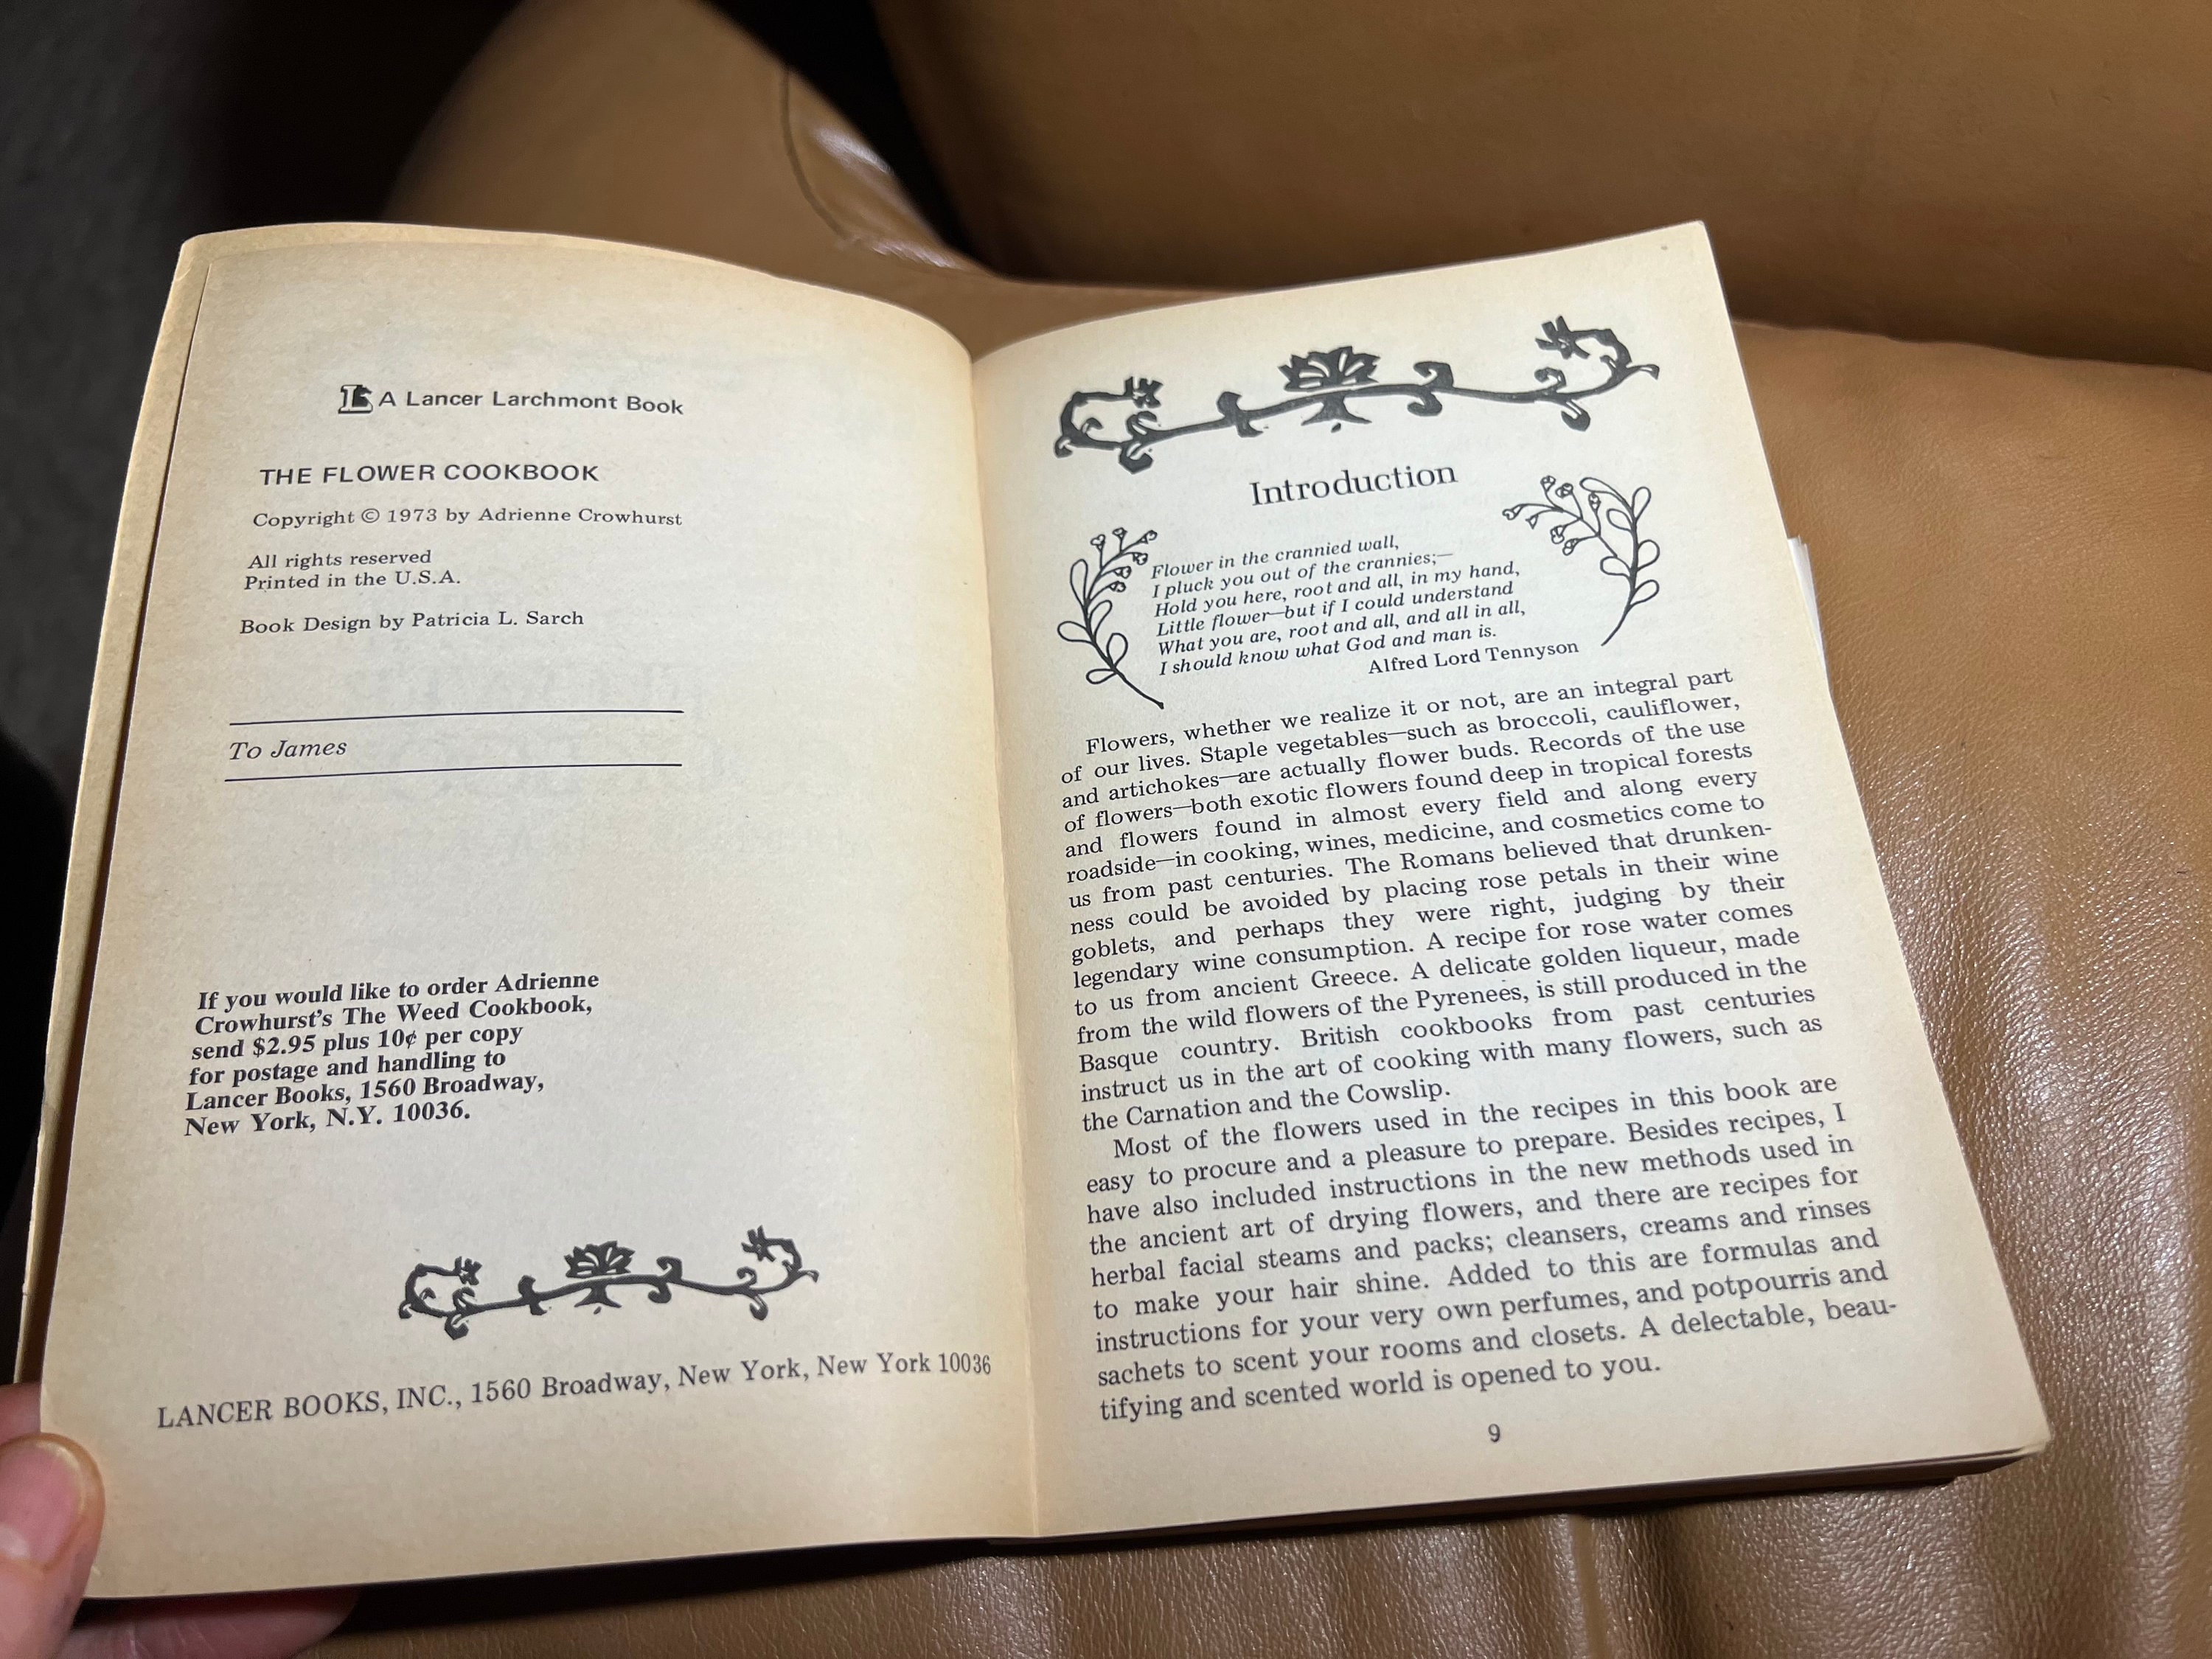 A Lancer Larchmont Book
THE FLOWER COOKBOOK
Copyright © 1973 by Adrienne Crowhurst
All rights reserved
Printed in the U.S.A.
Book Design by Patricia L. Sarch
To James
If you would like to order Adrienne
Crowhurst's The Weed Cookbook,
send $2.95 plus 10¢ per copy
for postage and handling to
Lancer Books, 1560 Broadway,
New York, N.Y. 10036.
LANCER BOOKS, INC., 1560 Broadway, New York, New York 10036
Introduction
Flower in the crannied wall,
I pluck you out of the crannies;—
Hold you here, root and all, in my hand,
Little flower—but if I could understand
What you are, root and all, and all in all,
I should know what God and man is.
Alfred Lord Tennyson
Flowers, whether we realize it or not, are an integral part
of our lives. Staple vegetables—such as broccoli, cauliflower,
and artichokes—are actually flower buds. Records of the use
of flowers—both exotic flowers found deep in tropical forests
and flowers found in almost every field and along every
roadside—in cooking, wines, medicine, and cosmetics come to
us from past centuries. The Romans believed that drunken-
ness could be avoided by placing rose petals in their wine
goblets, and perhaps they were right, judging by their
legendary wine consumption. A recipe for rose water comes
to us from ancient Greece. A delicate golden liqueur, made
from the wild flowers of the Pyrenees, is still produced in the
Basque country. British cookbooks from past centuries
instruct us in the art of cooking with many flowers, such as
the Carnation and the Cowslip.
Most of the flowers used in the recipes in this book are
easy to procure and a pleasure to prepare. Besides recipes, I
have also included instructions in the new methods used in
the ancient art of drying flowers, and there are recipes for
herbal facial steams and packs; cleansers, creams and rinses
to make your hair shine. Added to this are formulas and
instructions for your very own perfumes, and potpourris and
sachets to scent your rooms and closets. A delectable, beau-
tifying and scented world is opened to you.
9